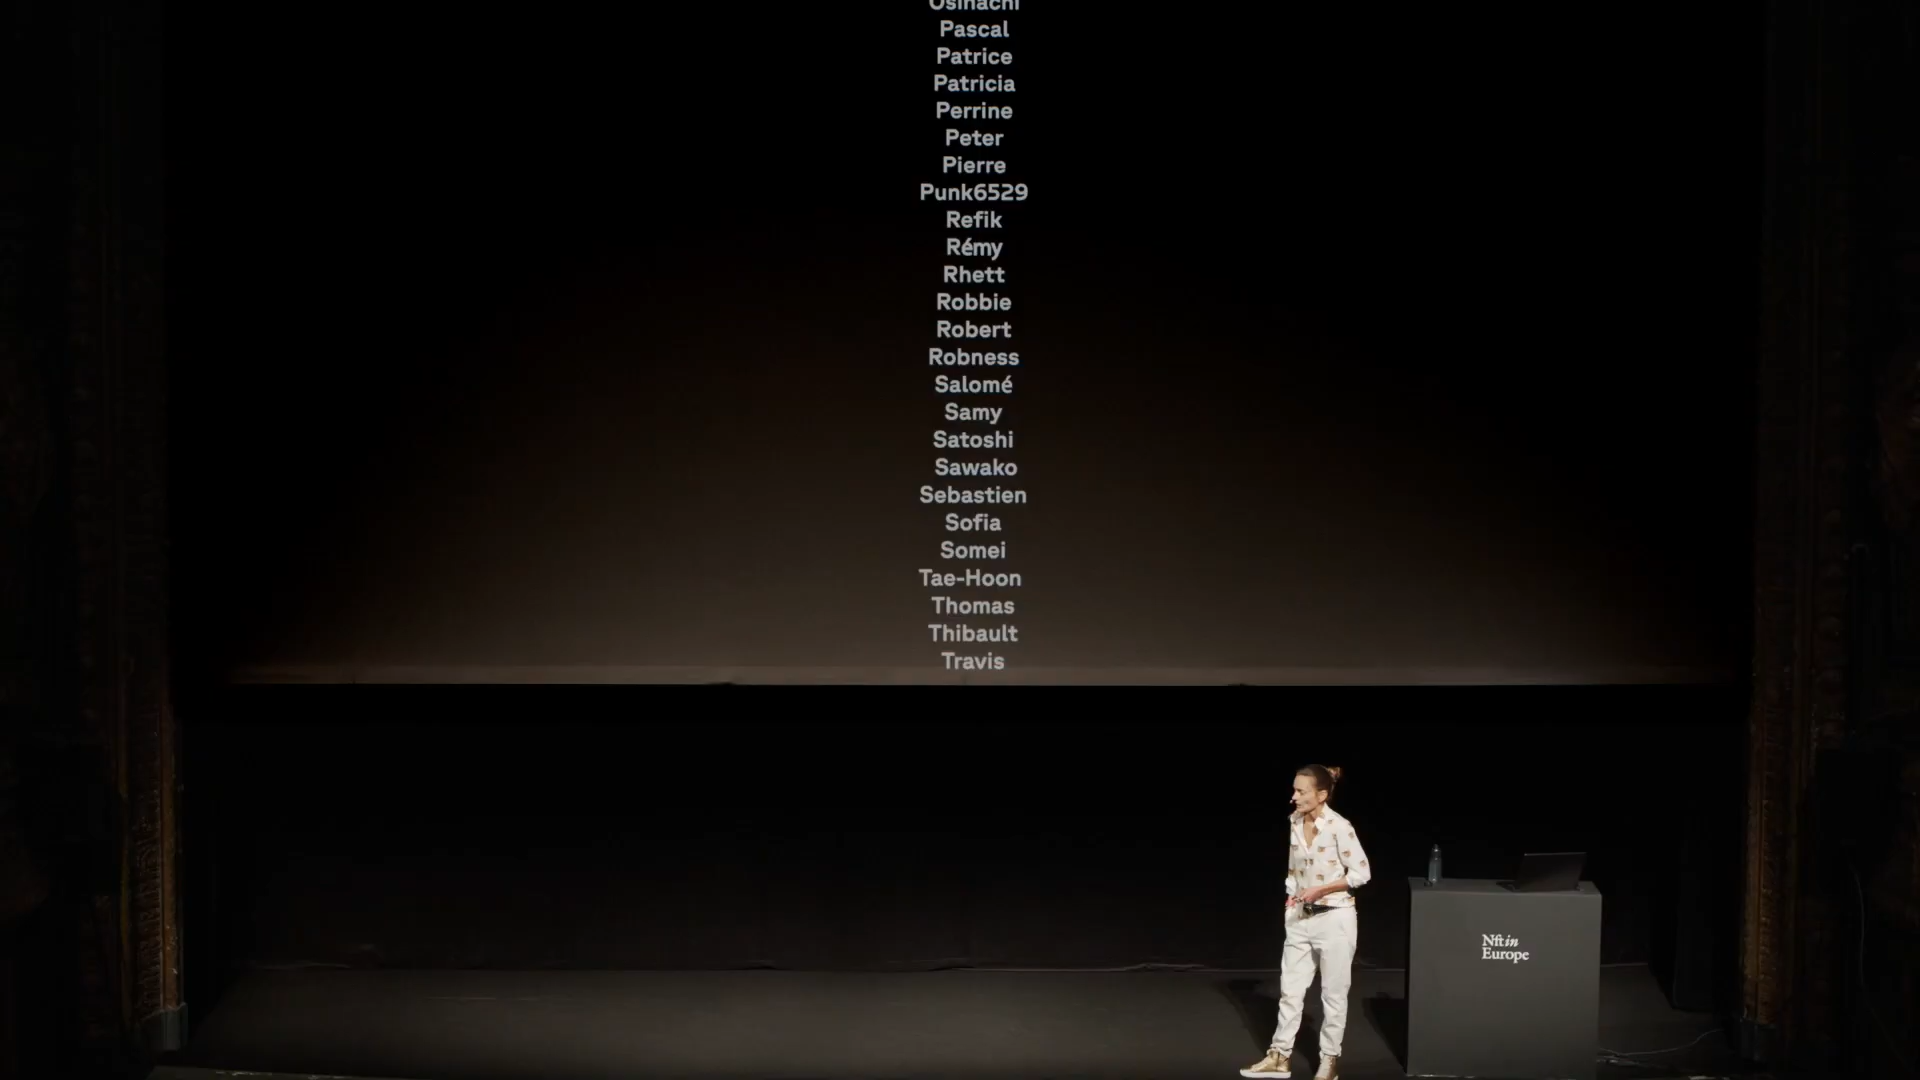 Osinachi
Pascal
Patrice
Patricia
Perrine
Peter
Pierre
Punk6529
Refik
Rémy
Rhett
Robbie
Robert
Robness
Salomé
Samy
Satoshi
Sawako
Sebastien
Sofia
Somei
Tae-Hoon
Thomas
Thibault
Travis
Nft in
Europe